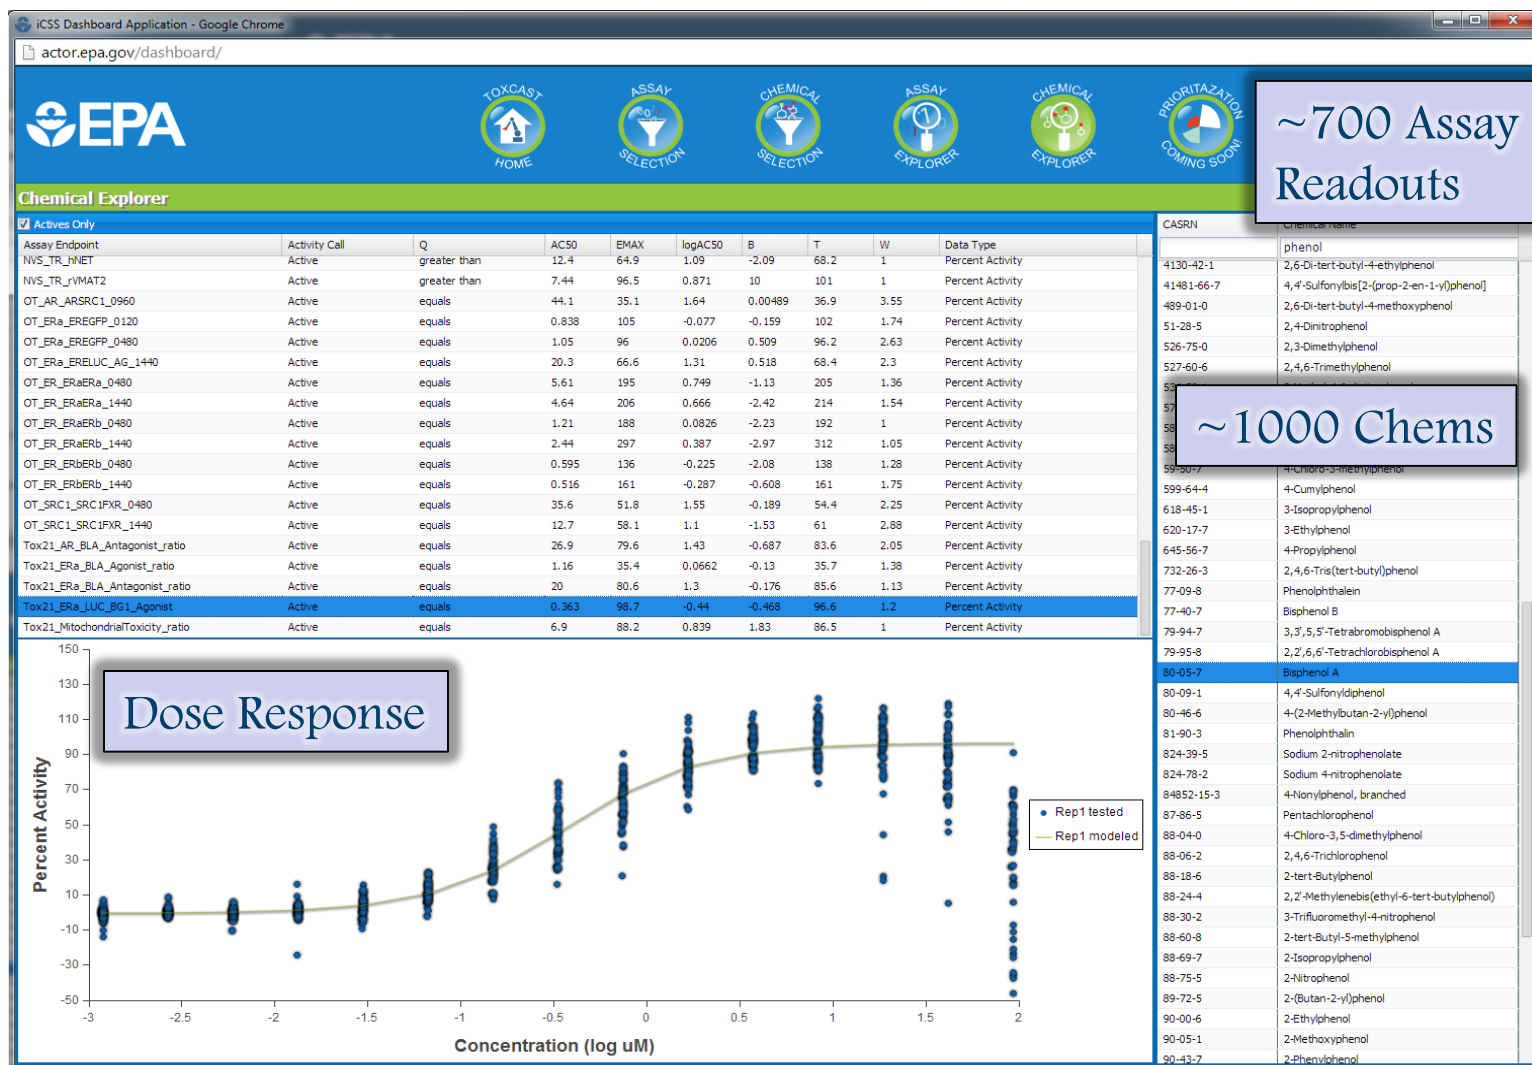 iCSS Dashboard Application - Google Chrome
actor.epa.gov/dashboard/
EPA
TOXCAST HOME
ASSAY SELECTION
CHEMICAL SELECTION
ASSAY EXPLORER
CHEMICAL EXPLORER
PRIORITAZATION COMING SOON!
~700 Assay
Readouts
Chemical Explorer
Actives Only
Assay Endpoint Activity Call Q AC50 EMAX logAC50 B T W Data Type
NVS_TR_hNET Active greater than 12.4 64.9 1.09 -2.09 68.2 1 Percent Activity
NVS_TR_rVMAT2 Active greater than 7.44 96.5 0.871 10 101 1 Percent Activity
OT_AR_ARSRC1_0960 Active equals 44.1 35.1 1.64 0.00489 36.9 3.55 Percent Activity
OT_ERa_EREGFP_0120 Active equals 0.838 105 -0.077 -0.159 102 1.74 Percent Activity
OT_ERa_EREGFP_0480 Active equals 1.05 96 0.0206 0.509 96.2 2.63 Percent Activity
OT_ERa_ERELUC_AG_1440 Active equals 20.3 66.6 1.31 0.518 68.4 2.3 Percent Activity
OT_ER_ERaERa_0480 Active equals 5.61 195 0.749 -1.13 205 1.36 Percent Activity
OT_ER_ERaERa_1440 Active equals 4.64 206 0.666 -2.42 214 1.54 Percent Activity
OT_ER_ERaERb_0480 Active equals 1.21 188 0.0826 -2.23 192 1 Percent Activity
OT_ER_ERaERb_1440 Active equals 2.44 297 0.387 -2.97 312 1.05 Percent Activity
OT_ER_ERbERb_0480 Active equals 0.595 136 -0.225 -2.08 138 1.28 Percent Activity
OT_ER_ERbERb_1440 Active equals 0.516 161 -0.287 -0.608 161 1.75 Percent Activity
OT_SRC1_SRC1FXR_0480 Active equals 35.6 51.8 1.55 -0.189 54.4 2.25 Percent Activity
OT_SRC1_SRC1FXR_1440 Active equals 12.7 58.1 1.1 -1.53 61 2.88 Percent Activity
Tox21_AR_BLA_Antagonist_ratio Active equals 26.9 79.6 1.43 -0.687 83.6 2.05 Percent Activity
Tox21_ERa_BLA_Agonist_ratio Active equals 1.16 35.4 0.0662 -0.13 35.7 1.38 Percent Activity
Tox21_ERa_BLA_Antagonist_ratio Active equals 20 80.6 1.3 -0.176 85.6 1.13 Percent Activity
Tox21_ERa_LUC_BG1_Agonist Active equals 0.363 98.7 -0.44 -0.468 96.6 1.2 Percent Activity
Tox21_MitochondrialToxicity_ratio Active equals 6.9 88.2 0.839 1.83 86.5 1 Percent Activity
CASRN Chemical Name
phenol
4130-42-1 2,6-Di-tert-butyl-4-ethylphenol
41481-66-7 4,4'-Sulfonylbis[2-(prop-2-en-1-yl)phenol]
489-01-0 2,6-Di-tert-butyl-4-methoxyphenol
51-28-5 2,4-Dinitrophenol
526-75-0 2,3-Dimethylphenol
527-60-6 2,4,6-Trimethylphenol
~1000 Chems
59-50-7 4-Chloro-3-methylphenol
599-64-4 4-Cumylphenol
618-45-1 3-Isopropylphenol
620-17-7 3-Ethylphenol
645-56-7 4-Propylphenol
732-26-3 2,4,6-Tris(tert-butyl)phenol
77-09-8 Phenolphthalein
77-40-7 Bisphenol B
79-94-7 3,3',5,5'-Tetrabromobisphenol A
79-95-8 2,2',6,6'-Tetrachlorobisphenol A
80-05-7 Bisphenol A
80-09-1 4,4'-Sulfonyldiphenol
80-46-6 4-(2-Methylbutan-2-yl)phenol
81-90-3 Phenolphthalin
824-39-5 Sodium 2-nitrophenolate
824-78-2 Sodium 4-nitrophenolate
84852-15-3 4-Nonylphenol, branched
87-86-5 Pentachlorophenol
88-04-0 4-Chloro-3,5-dimethylphenol
88-06-2 2,4,6-Trichlorophenol
88-18-6 2-tert-Butylphenol
88-24-4 2,2'-Methylenebis(ethyl-6-tert-butylphenol)
88-30-2 3-Trifluoromethyl-4-nitrophenol
88-60-8 2-tert-Butyl-5-methylphenol
88-69-7 2-Isopropylphenol
88-75-5 2-Nitrophenol
89-72-5 2-(Butan-2-yl)phenol
90-00-6 2-Ethylphenol
90-05-1 2-Methoxyphenol
90-43-7 2-Phenylphenol
Dose Response
Percent Activity
150
130
110
90
70
50
30
10
-10
-30
-50
-3 -2.5 -2 -1.5 -1 -0.5 0 0.5 1 1.5 2
Concentration (log uM)
Rep1 tested
Rep1 modeled